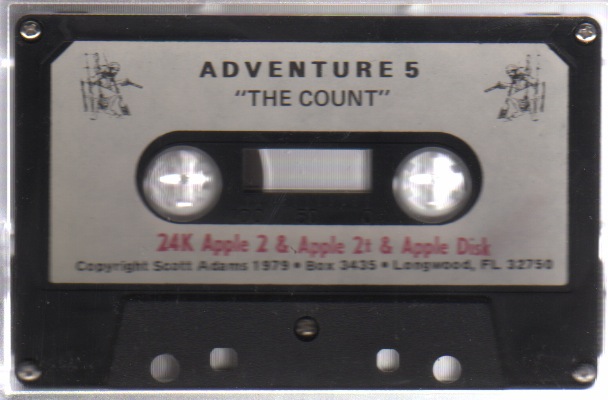 ADVENTURE 5
"THE COUNT"
24K Apple 2 & Apple 2t & Apple Disk
Copyright Scott Adams 1979 • Box 3435 • Longwood, FL 32750